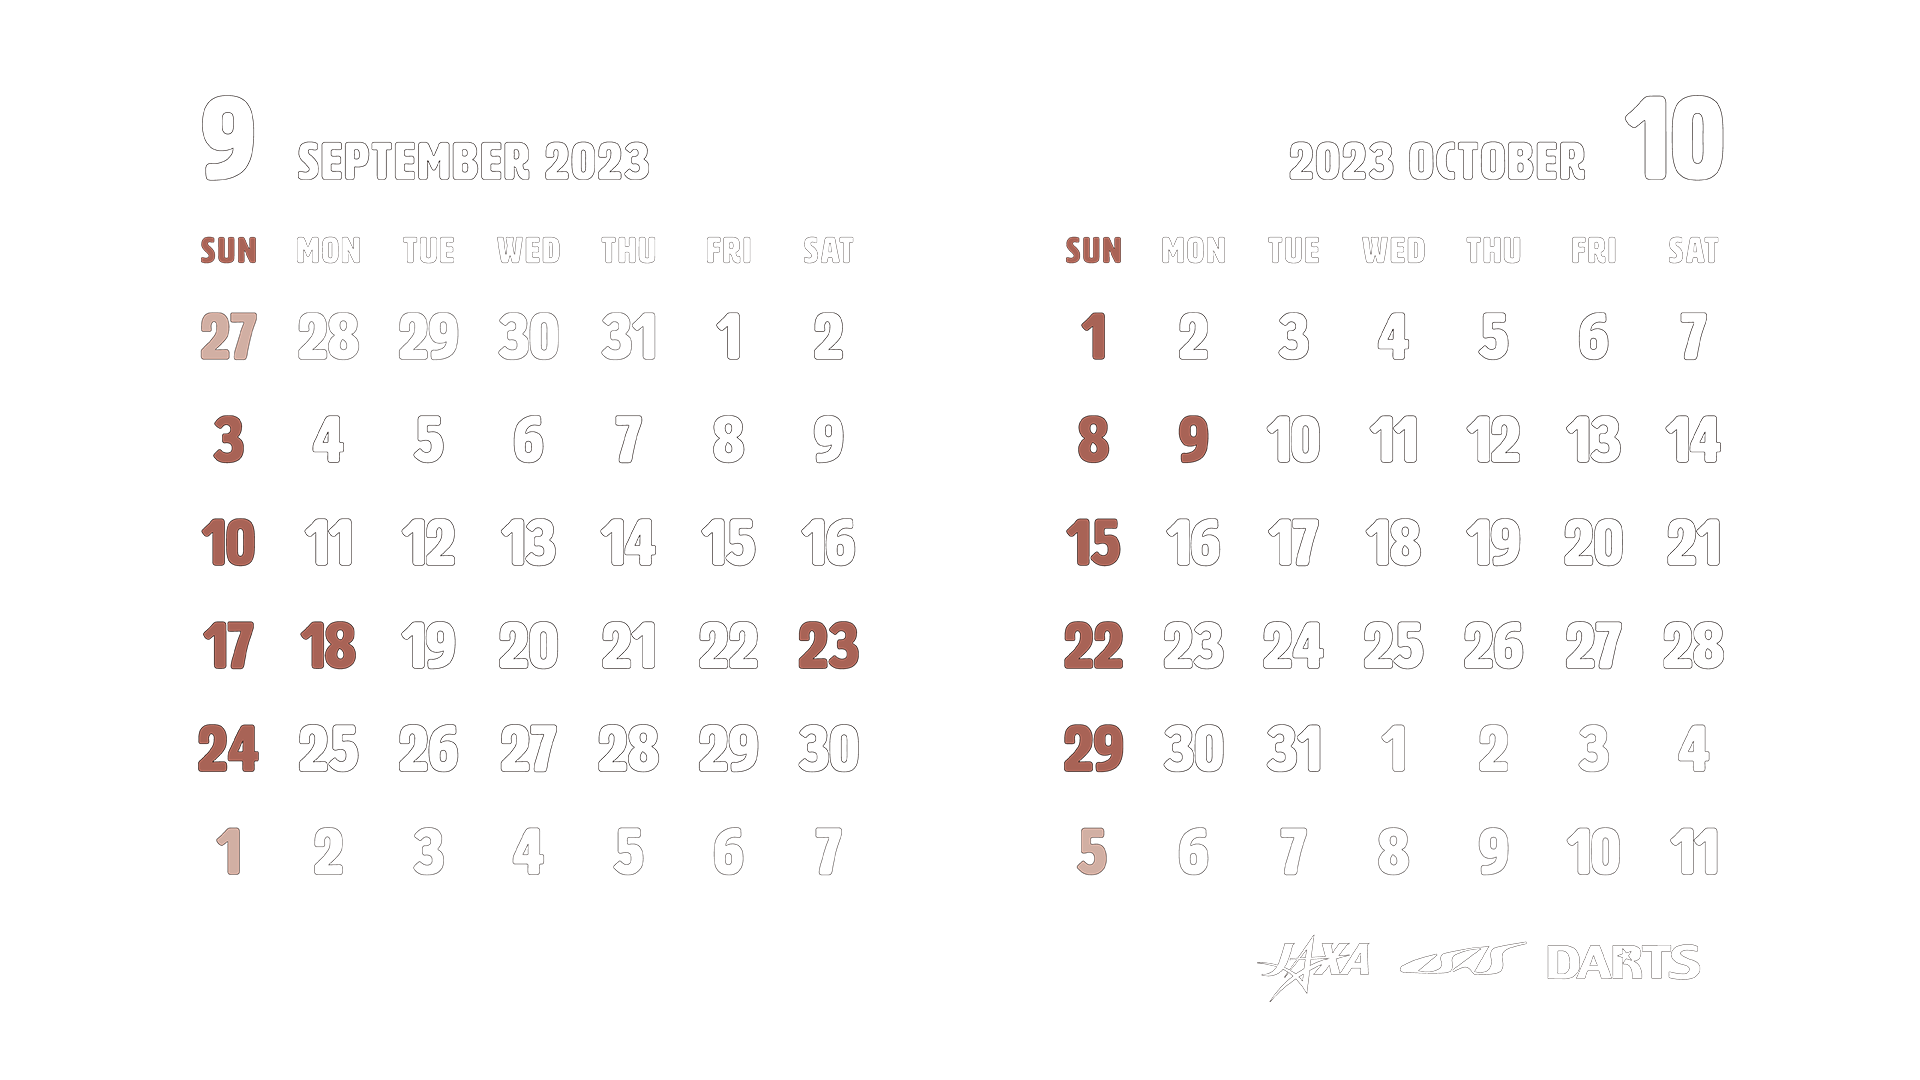 9 SEPTEMBER 2023
SUN MON TUE WED THU FRI SAT
27 28 29 30 31 1 2
3 4 5 6 7 8 9
10 11 12 13 14 15 16
17 18 19 20 21 22 23
24 25 26 27 28 29 30
1 2 3 4 5 6 7
2023 OCTOBER 10
SUN MON TUE WED THU FRI SAT
1 2 3 4 5 6 7
8 9 10 11 12 13 14
15 16 17 18 19 20 21
22 23 24 25 26 27 28
29 30 31 1 2 3 4
5 6 7 8 9 10 11
JAXA ISAS DARTS